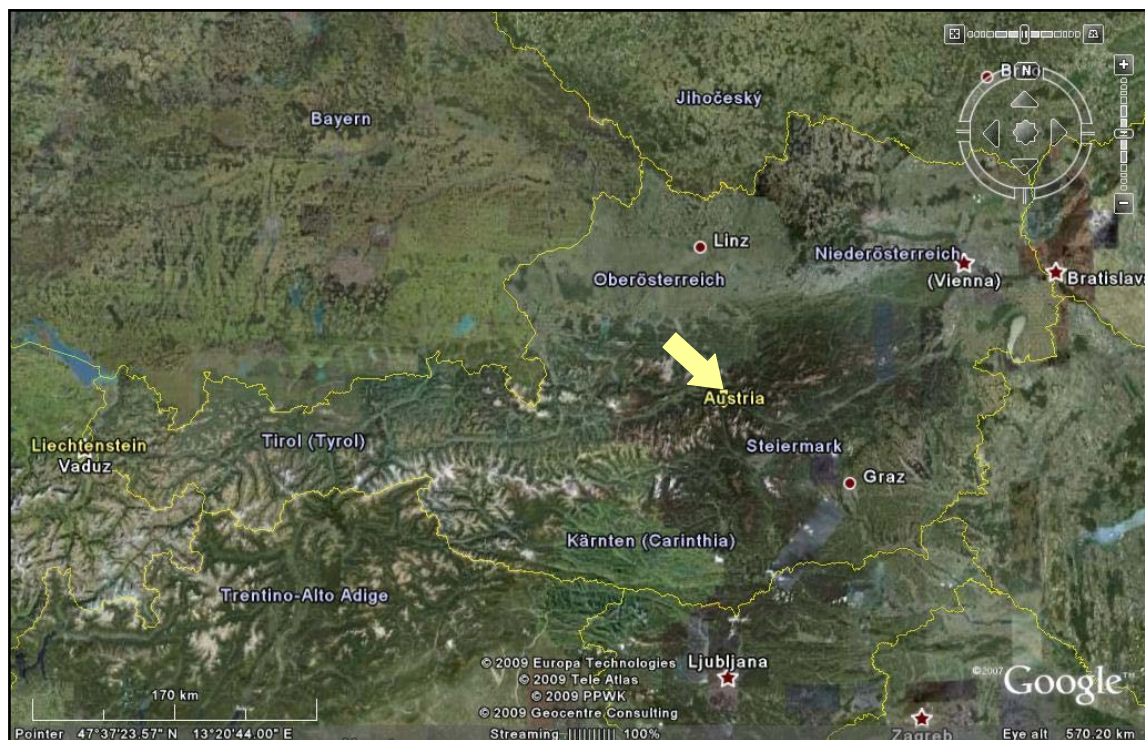 N
Brno
Jihočeský
Bayern
Linz
Niederösterreich
(Vienna)
Bratislava
Oberösterreich
Austria
Liechtenstein
Vaduz
Tirol (Tyrol)
Steiermark
Graz
Kärnten (Carinthia)
Trentino-Alto Adige
Ljubljana
© 2009 Europa Technologies
© 2009 Tele Atlas
© 2009 PPWK
© 2009 Geocentre Consulting
©2007 Google™
170 km
Zagreb
Pointer 47°37'23.57" N 13°20'44.00" E
Streaming |||||||||| 100%
Eye alt 570.20 km